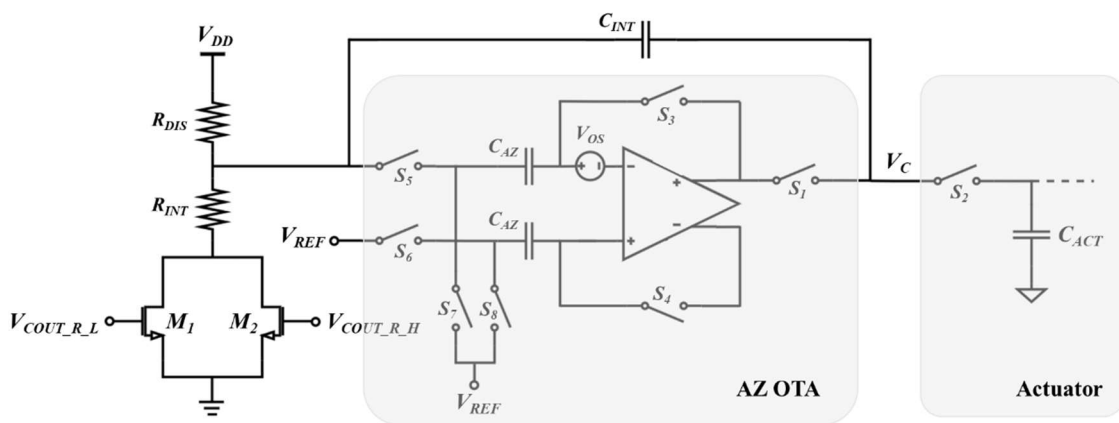 C_INT
V_DD
R_DIS
S_3
V_OS
C_AZ
S_5
S_1
V_C
S_2
R_INT
C_AZ
V_REF
S_6
C_ACT
S_7
S_8
S_4
V_COUT_R_L
M_1
M_2
V_COUT_R_H
V_REF
AZ OTA
Actuator